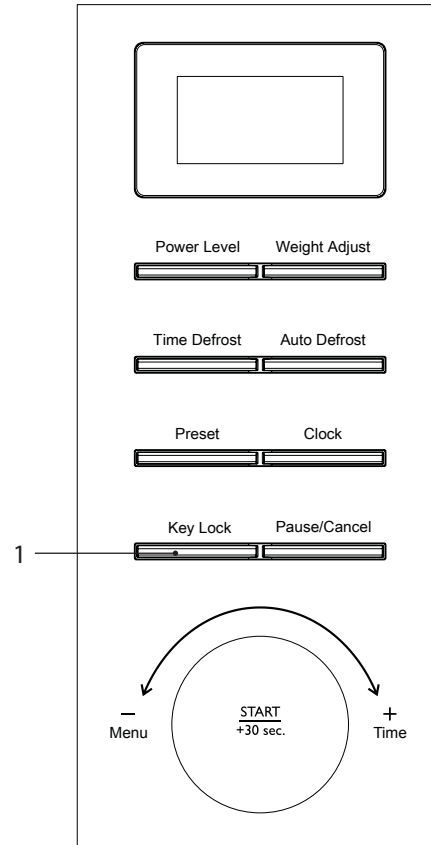 Power Level Weight Adjust
Time Defrost Auto Defrost
Preset Clock
Key Lock Pause/Cancel
1
START
+30 sec.
− +
Menu Time